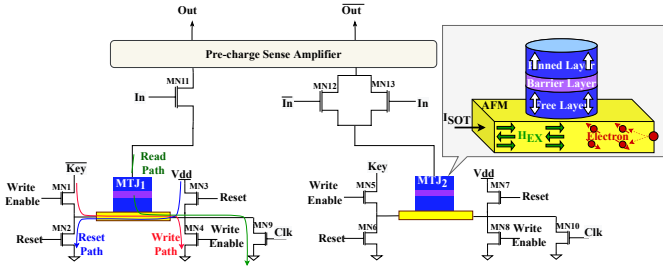 Out
Out
Pre-charge Sense Amplifier
MN11
In
MN12
MN13
In
In
Pinned Layer
Barrier Layer
Free Layer
AFM
ISOT
HEX
Electron
Read
Path
Key
MTJ1
Vdd
MN1
Write
Enable
MN3
Reset
MN2
Reset
Reset
Path
Write
Path
MN4
Write
Enable
MN9
Clk
Key
MTJ2
Vdd
Write
Enable
MN5
MN7
Reset
MN6
Reset
MN8
Write
Enable
MN10
Clk